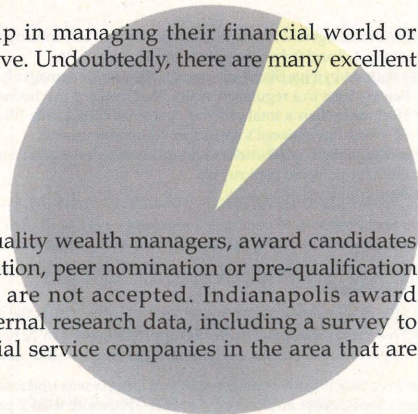 up in managing their financial world or
ve. Undoubtedly, there are many excellent
uality wealth managers, award candidates
tion, peer nomination or pre-qualification
are not accepted. Indianapolis award
ernal research data, including a survey to
ial service companies in the area that are